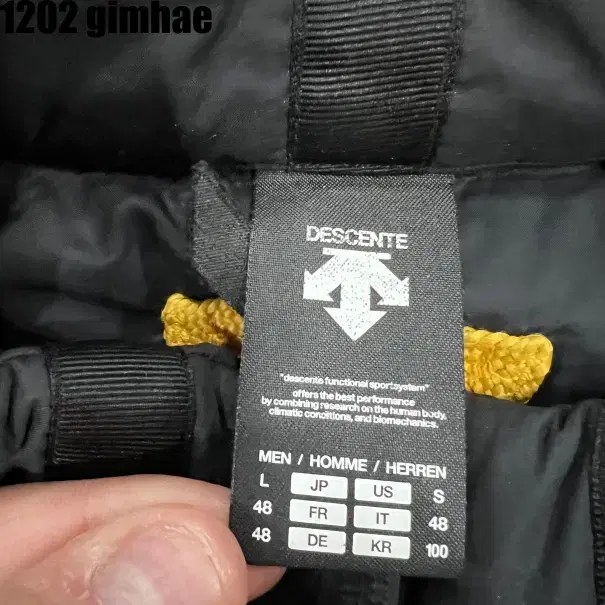 1202 gimhae
DESCENTE
"descente functional sportsystem"
offers the best performance
by combining research on the human body,
climatic conditions, and biomechanics.
MEN / HOMME / HERREN
L JP US S
48 FR IT 48
48 DE KR 100